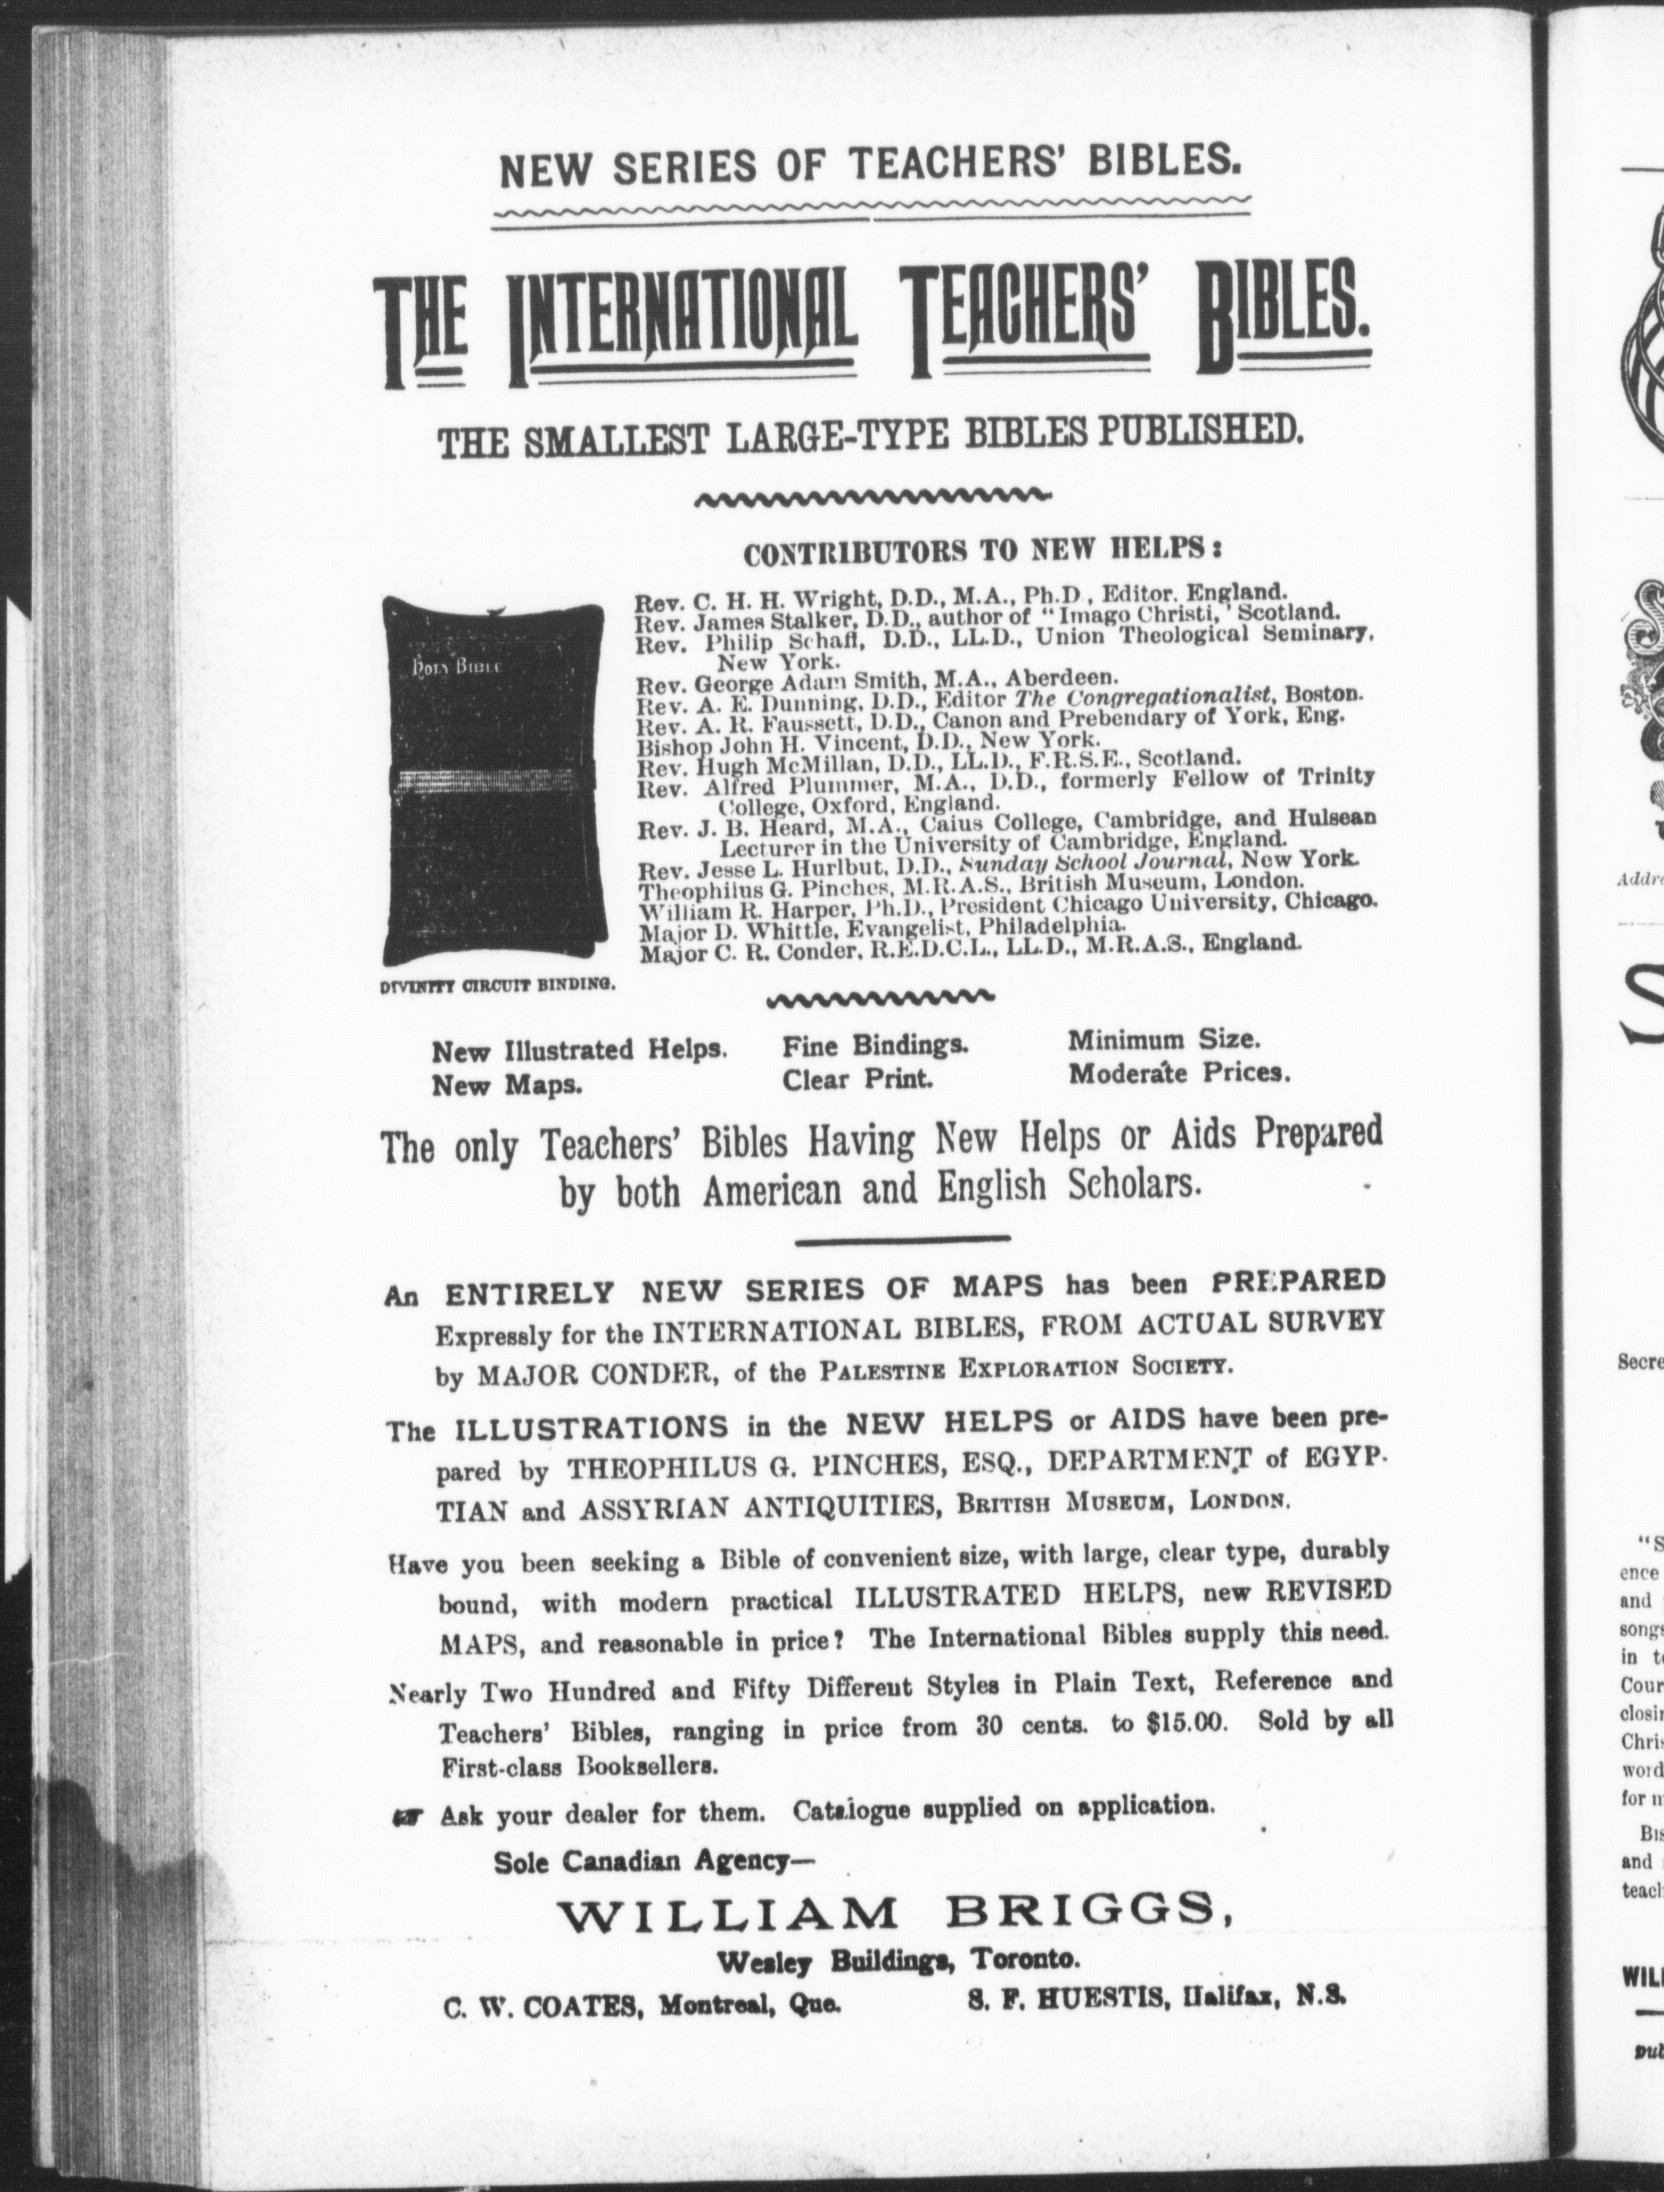 NEW SERIES OF TEACHERS' BIBLES.
THE INTERNATIONAL TEACHERS' BIBLES.
THE SMALLEST LARGE-TYPE BIBLES PUBLISHED.
CONTRIBUTORS TO NEW HELPS:
Rev. C. H. H. Wright, D.D., M.A., Ph.D., Editor. England.
Rev. James Stalker, D.D., author of "Imago Christi,' Scotland.
Rev. Philip Schaff, D.D., LL.D., Union Theological Seminary,
New York.
Rev. George Adam Smith, M.A., Aberdeen.
Rev. A. E. Dunning, D.D., Editor The Congregationalist, Boston.
Rev. A. R. Faussett, D.D., Canon and Prebendary of York, Eng.
Bishop John H. Vincent, D.D., New York.
Rev. Hugh McMillan, D.D., LL.D., F.R.S.E., Scotland.
Rev. Alfred Plummer, M.A., D.D., formerly Fellow of Trinity
College, Oxford, England.
Rev. J. B. Heard, M.A., Caius College, Cambridge, and Hulsean
Lecturer in the University of Cambridge, England.
Rev. Jesse L. Hurlbut, D.D., Sunday School Journal, New York.
Theophilus G. Pinches, M.R.A.S., British Museum, London.
William R. Harper, Ph.D., President Chicago University, Chicago.
Major D. Whittle, Evangelist, Philadelphia.
Major C. R. Conder, R.E.D.C.L., LL.D., M.R.A.S., England.
HOLY BIBLE
DIVINITY CIRCUIT BINDING.
New Illustrated Helps. Fine Bindings. Minimum Size.
New Maps. Clear Print. Moderate Prices.
The only Teachers' Bibles Having New Helps or Aids Prepared
by both American and English Scholars.
An ENTIRELY NEW SERIES OF MAPS has been PREPARED
Expressly for the INTERNATIONAL BIBLES, FROM ACTUAL SURVEY
by MAJOR CONDER, of the PALESTINE EXPLORATION SOCIETY.
The ILLUSTRATIONS in the NEW HELPS or AIDS have been pre-
pared by THEOPHILUS G. PINCHES, ESQ., DEPARTMENT of EGYP-
TIAN and ASSYRIAN ANTIQUITIES, BRITISH MUSEUM, LONDON.
Have you been seeking a Bible of convenient size, with large, clear type, durably
bound, with modern practical ILLUSTRATED HELPS, new REVISED
MAPS, and reasonable in price? The International Bibles supply this need.
Nearly Two Hundred and Fifty Different Styles in Plain Text, Reference and
Teachers' Bibles, ranging in price from 30 cents. to $15.00. Sold by all
First-class Booksellers.
☞ Ask your dealer for them. Catalogue supplied on application.
Sole Canadian Agency—
WILLIAM BRIGGS,
Wesley Buildings, Toronto.
C. W. COATES, Montreal, Que. S. F. HUESTIS, Halifax, N.S.